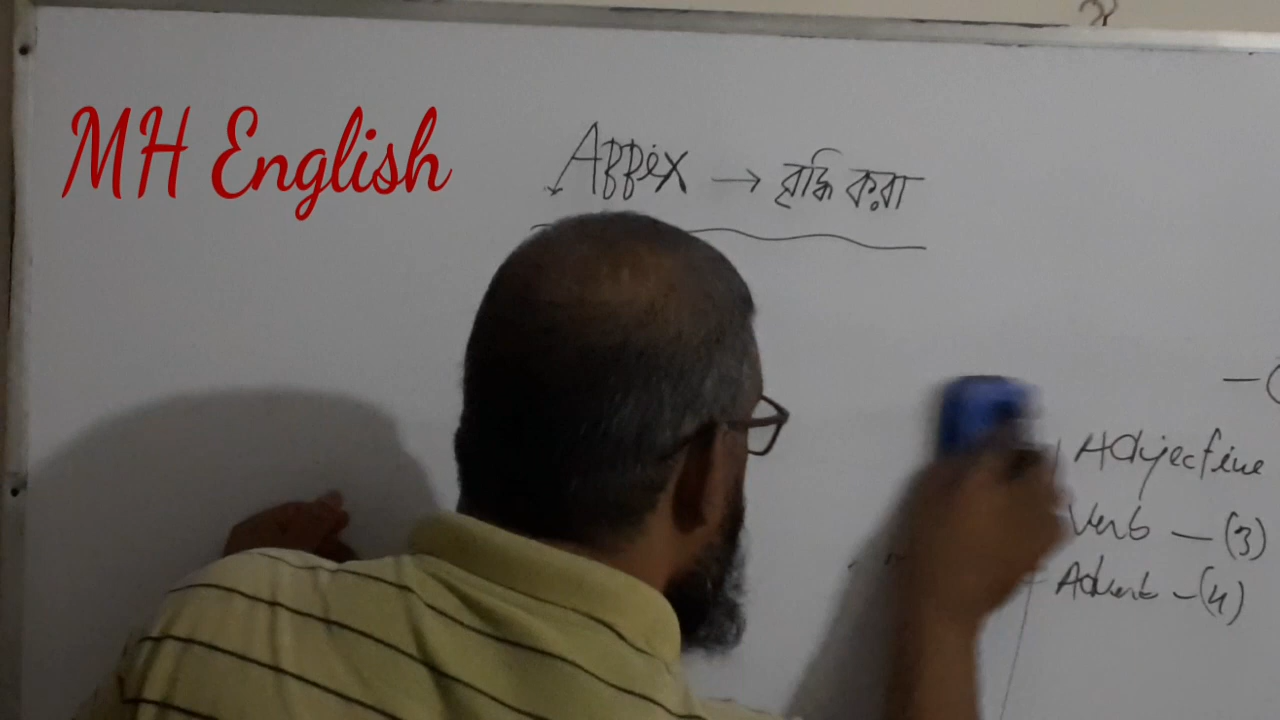 MH English
Affix → বৃদ্ধি করা
Adjective
Verb — (3)
Adverb - (4)